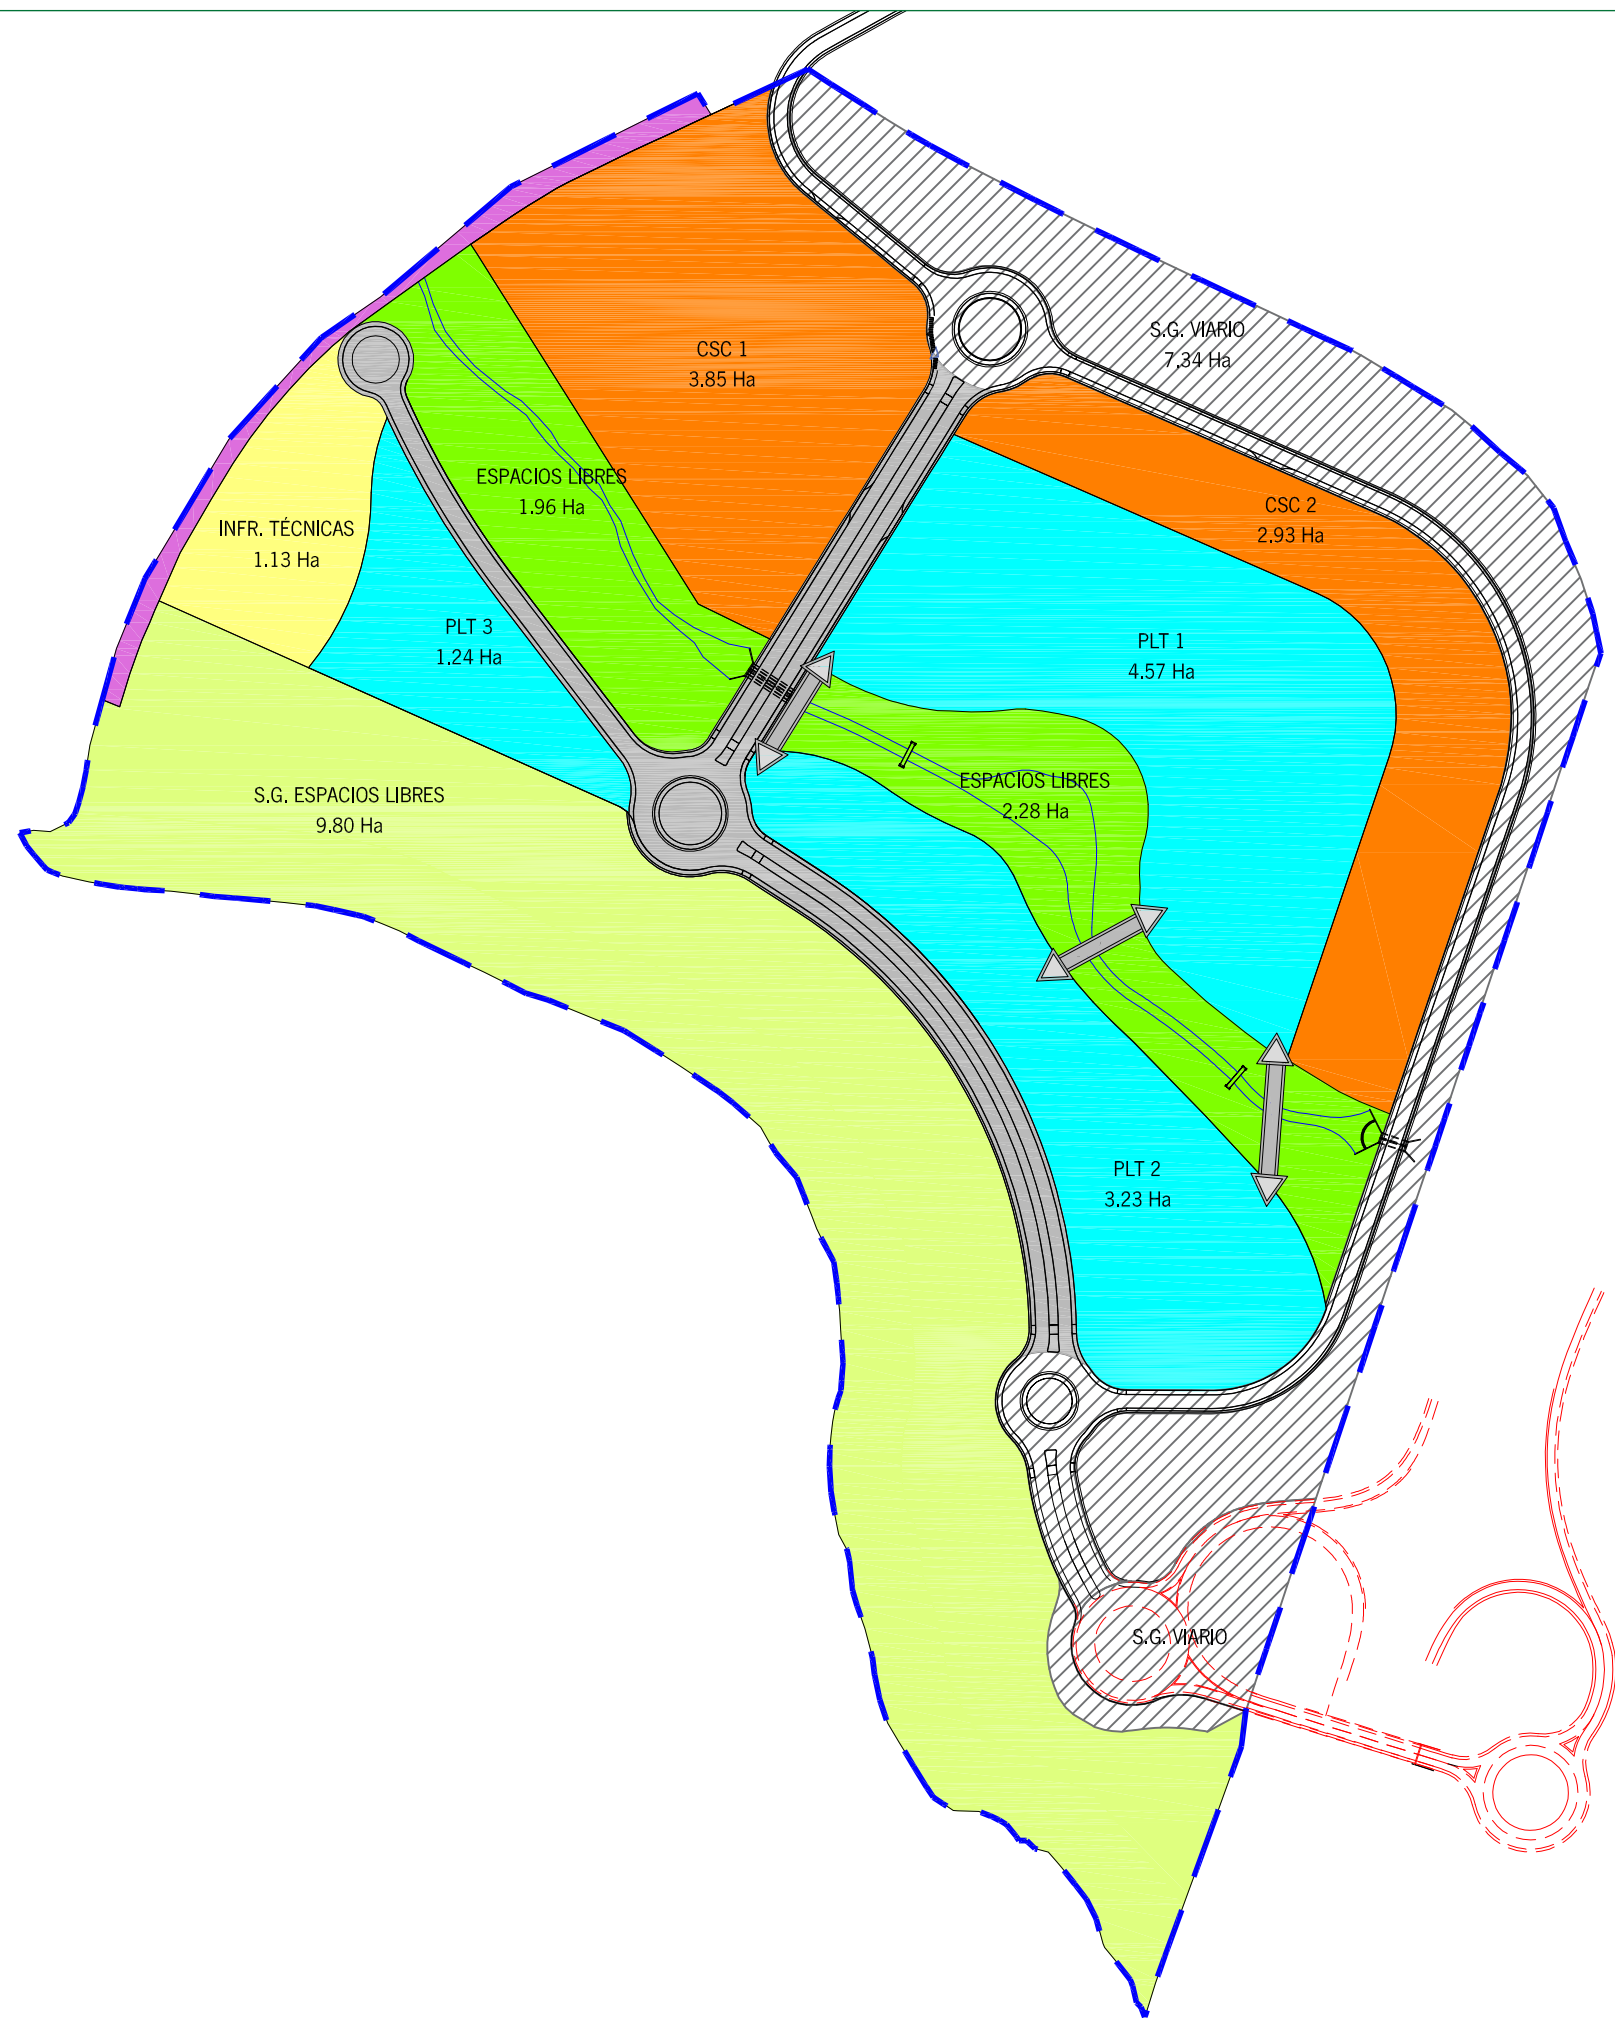 S.G. VIARIO
7.34 Ha
CSC 1
3.85 Ha
ESPACIOS LIBRES
1.96 Ha
CSC 2
2.93 Ha
INFR. TÉCNICAS
1.13 Ha
PLT 3
1.24 Ha
PLT 1
4.57 Ha
S.G. ESPACIOS LIBRES
9.80 Ha
ESPACIOS LIBRES
2.28 Ha
PLT 2
3.23 Ha
S.G. VIARIO